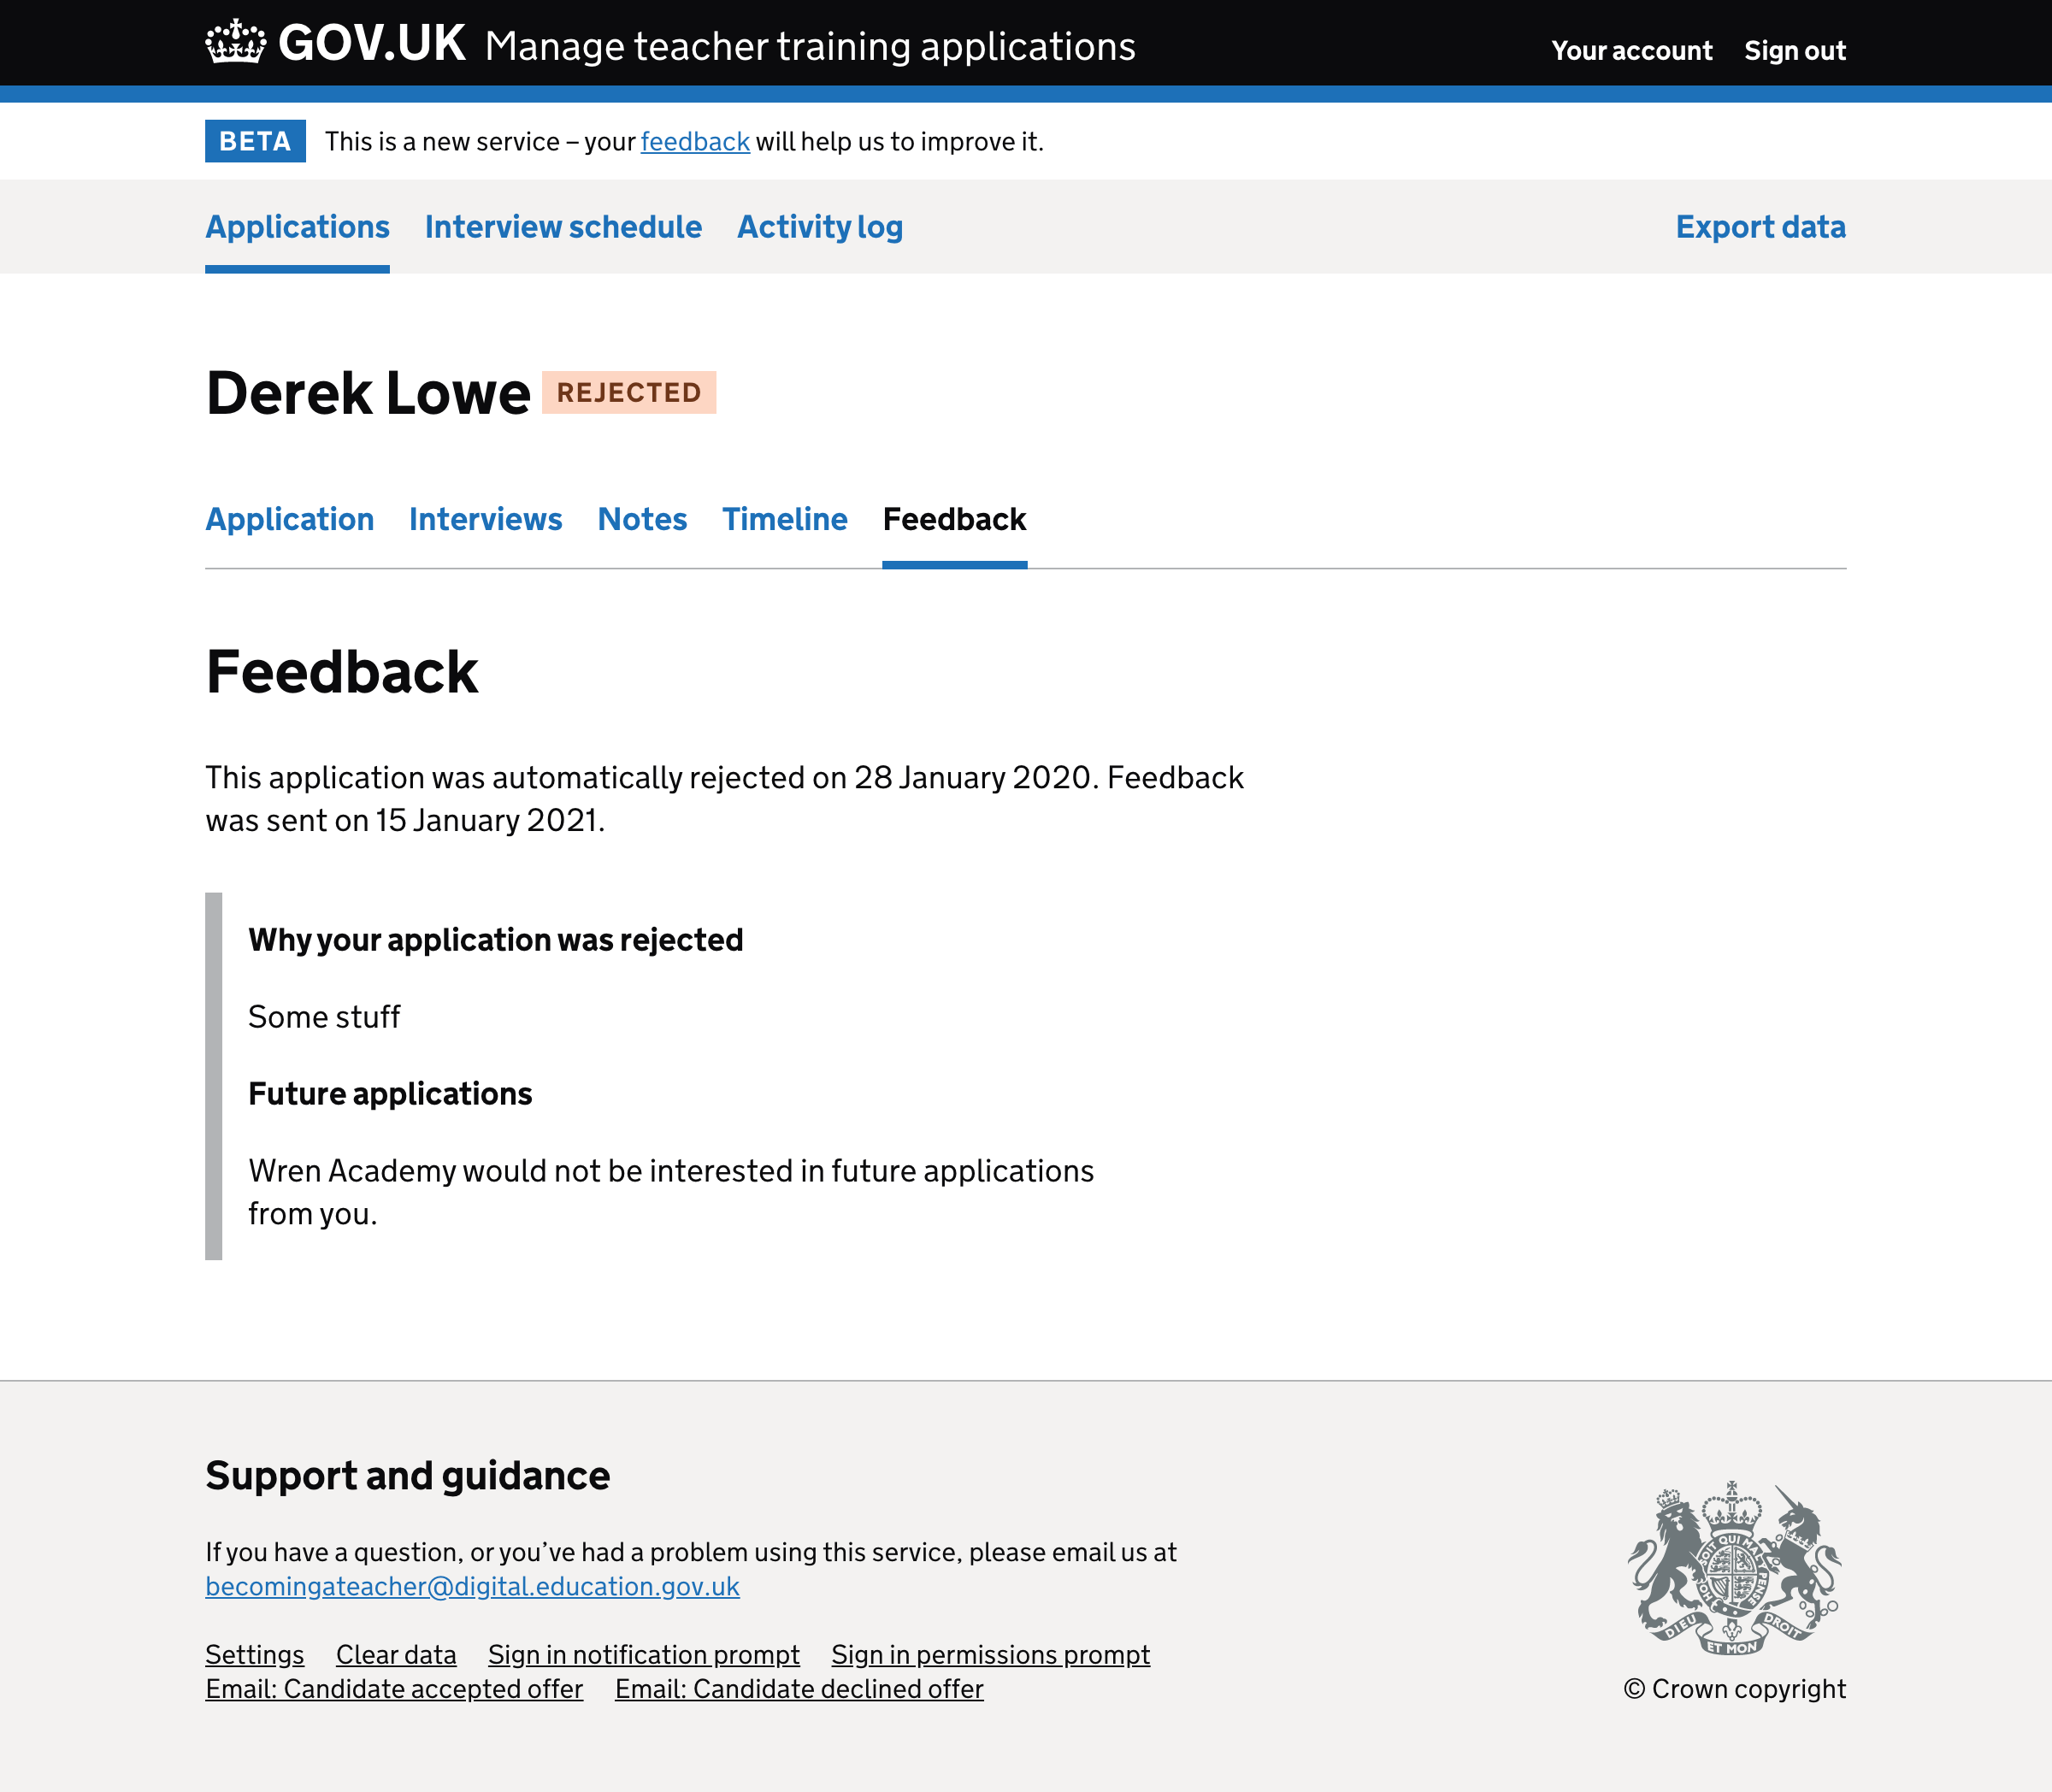 GOV.UK Manage teacher training applications Your account Sign out
BETA This is a new service – your feedback will help us to improve it.
Applications Interview schedule Activity log Export data
Derek Lowe REJECTED
Application Interviews Notes Timeline Feedback
Feedback
This application was automatically rejected on 28 January 2020. Feedback
was sent on 15 January 2021.
Why your application was rejected
Some stuff
Future applications
Wren Academy would not be interested in future applications
from you.
Support and guidance
If you have a question, or you’ve had a problem using this service, please email us at
becomingateacher@digital.education.gov.uk
Settings Clear data Sign in notification prompt Sign in permissions prompt
Email: Candidate accepted offer Email: Candidate declined offer
DIEU ET MON DROIT
© Crown copyright